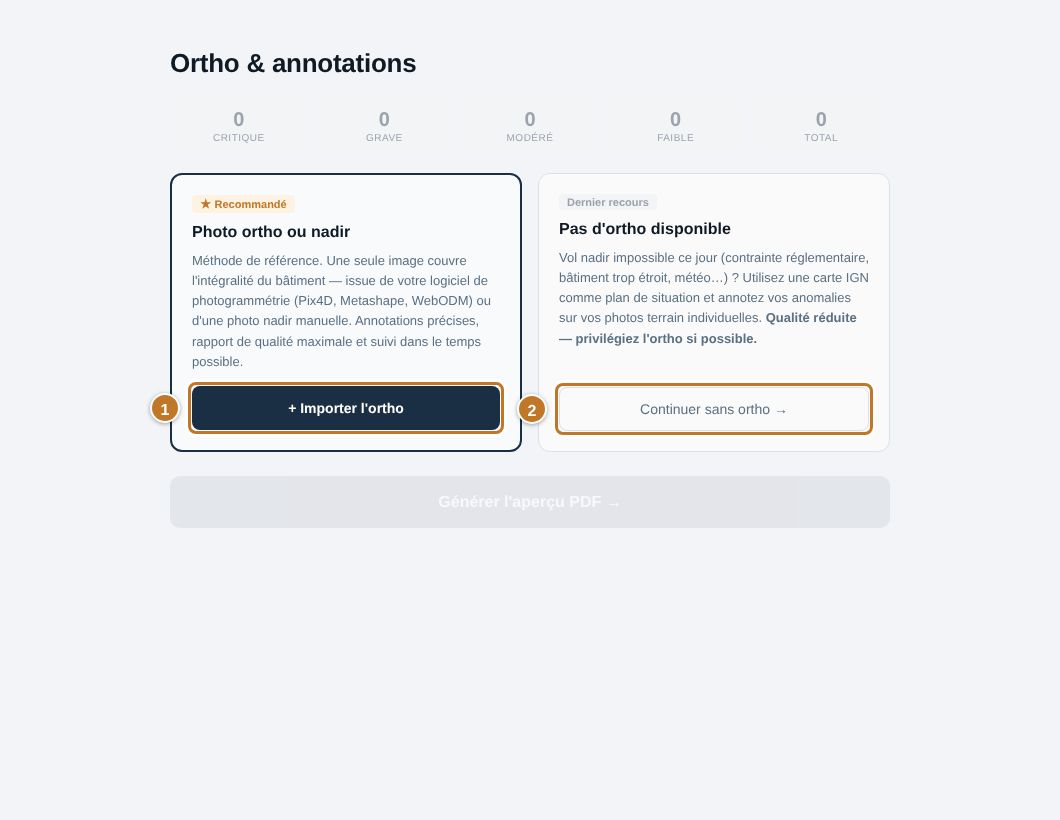 Ortho & annotations
0 0 0 0 0
CRITIQUE GRAVE MODÉRÉ FAIBLE TOTAL
★ Recommandé
Photo ortho ou nadir
Méthode de référence. Une seule image couvre
l'intégralité du bâtiment — issue de votre logiciel de
photogrammétrie (Pix4D, Metashape, WebODM) ou
d'une photo nadir manuelle. Annotations précises,
rapport de qualité maximale et suivi dans le temps
possible.
1
+ Importer l'ortho
Dernier recours
Pas d'ortho disponible
Vol nadir impossible ce jour (contrainte réglementaire,
bâtiment trop étroit, météo…) ? Utilisez une carte IGN
comme plan de situation et annotez vos anomalies
sur vos photos terrain individuelles. Qualité réduite
— privilégiez l'ortho si possible.
2
Continuer sans ortho →
Générer l'aperçu PDF →